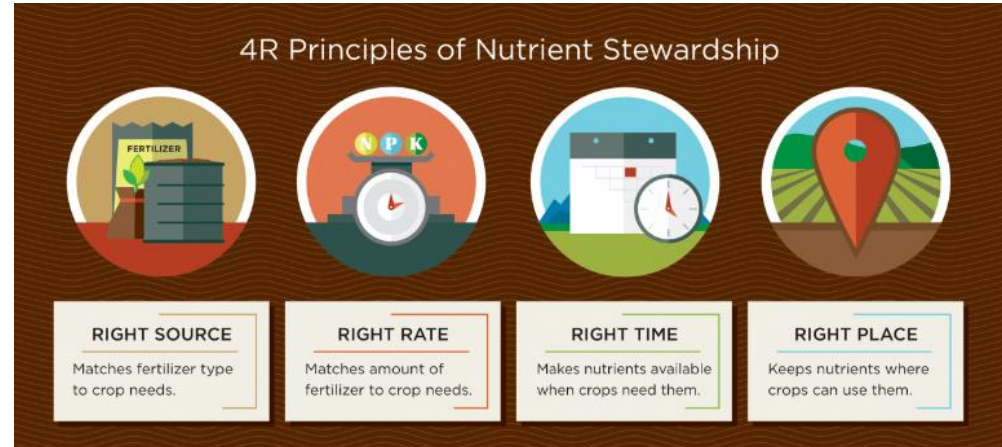 4R Principles of Nutrient Stewardship
FERTILIZER
N P K
RIGHT SOURCE
Matches fertilizer type
to crop needs.
RIGHT RATE
Matches amount of
fertilizer to crop needs.
RIGHT TIME
Makes nutrients available
when crops need them.
RIGHT PLACE
Keeps nutrients where
crops can use them.